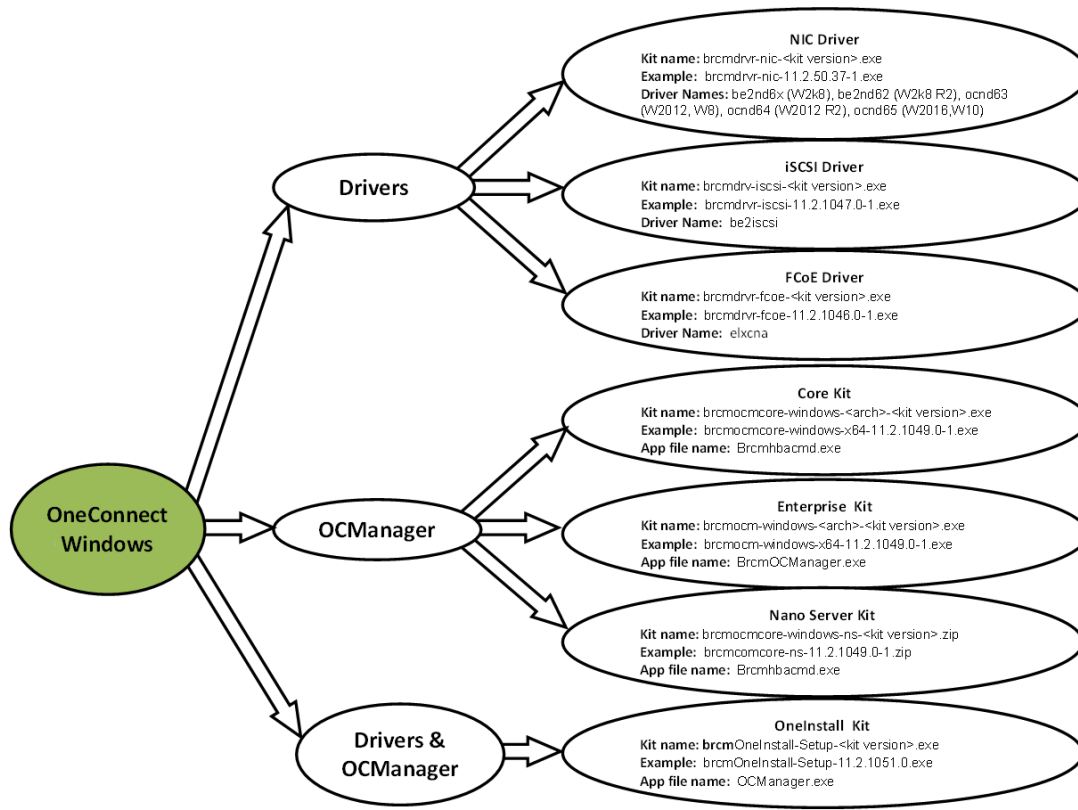 NIC Driver
Kit name: brcmdrvr-nic-<kit version>.exe
Example: brcmdrvr-nic-11.2.50.37-1.exe
Driver Names: be2nd6x (W2k8), be2nd62 (W2k8 R2), ocnd63
(W2012, W8), ocnd64 (W2012 R2), ocnd65 (W2016,W10)
Drivers
iSCSI Driver
Kit name: brcmdrv-iscsi-<kit version>.exe
Example: brcmdrvr-iscsi-11.2.1047.0-1.exe
Driver Name: be2iscsi
FCoE Driver
Kit name: brcmdrvr-fcoe-<kit version>.exe
Example: brcmdrvr-fcoe-11.2.1046.0-1.exe
Driver Name: elxcna
Core Kit
Kit name: brcmocmcore-windows-<arch>-<kit version>.exe
Example: brcmocmcore-windows-x64-11.2.1049.0-1.exe
App file name: Brcmhbacmd.exe
OneConnect
Windows
OCManager
Enterprise Kit
Kit name: brcmocm-windows-<arch>-<kit version>.exe
Example: brcmocm-windows-x64-11.2.1049.0-1.exe
App file name: BrcmOCManager.exe
Nano Server Kit
Kit name: brcmocmcore-windows-ns-<kit version>.zip
Example: brcmcomcore-ns-11.2.1049.0-1.zip
App file name: Brcmhbacmd.exe
Drivers &
OCManager
OneInstall Kit
Kit name: brcmOneInstall-Setup-<kit version>.exe
Example: brcmOneInstall-Setup-11.2.1051.0.exe
App file name: OCManager.exe